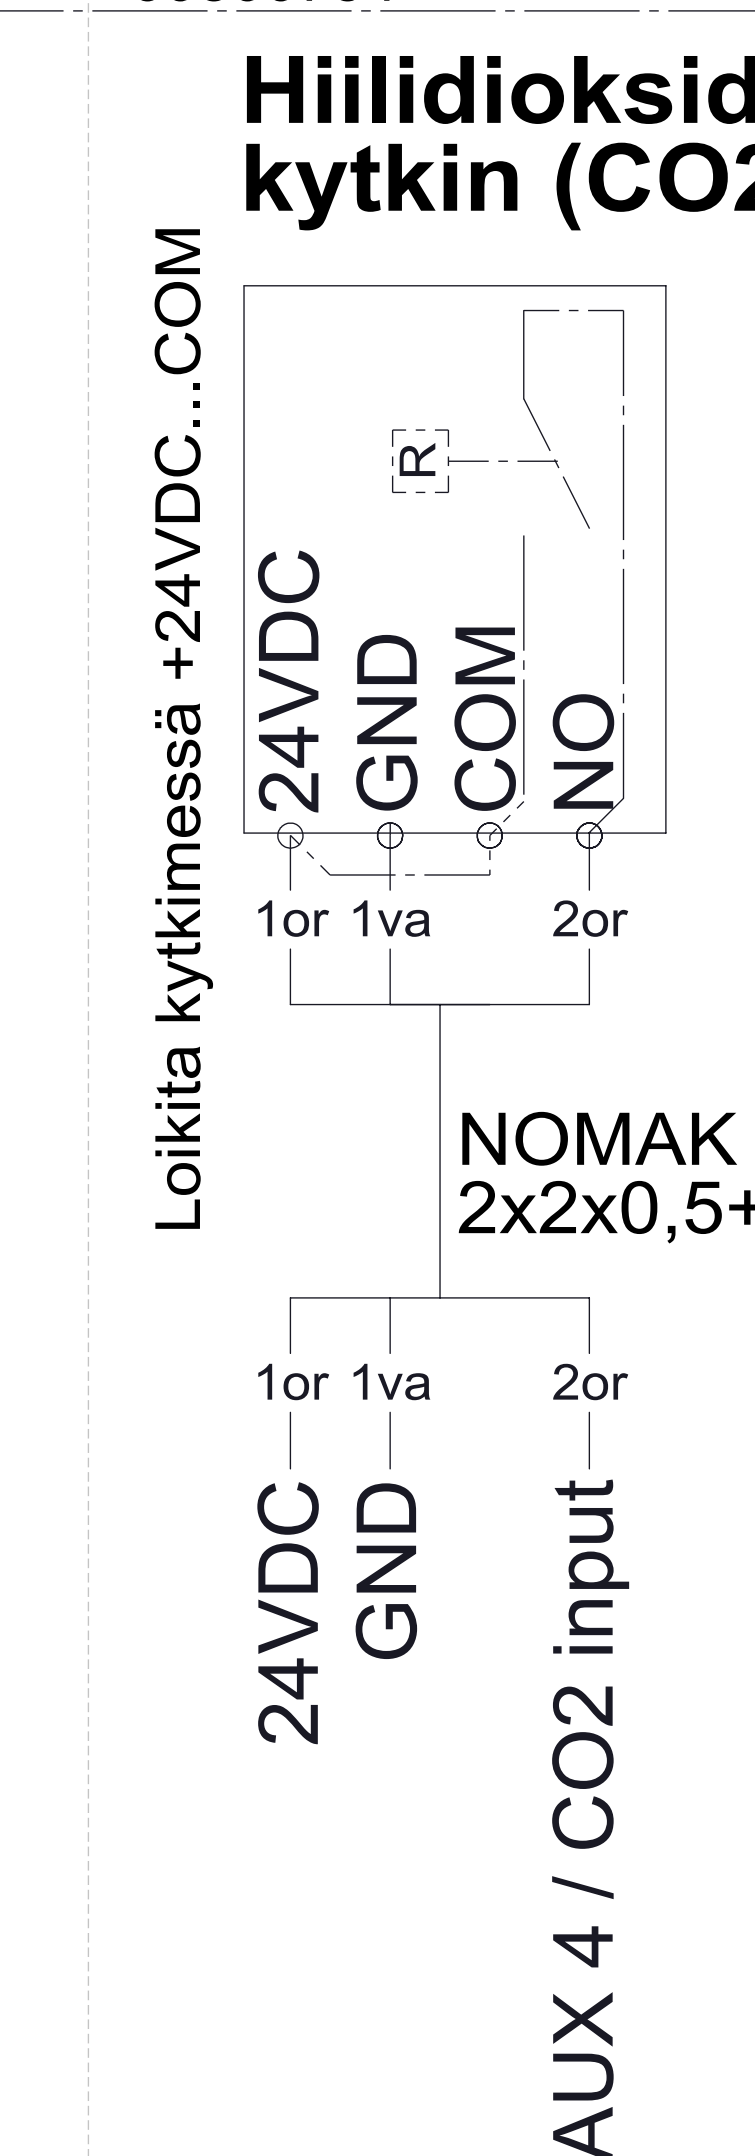 Hiilidioksid
kytkin (CO2
Loikita kytkimessä +24VDC...COM
R
24VDC
GND
COM
NO
1or 1va 2or
NOMAK
2x2x0,5+
1or 1va 2or
24VDC
GND
AUX 4 / CO2 input